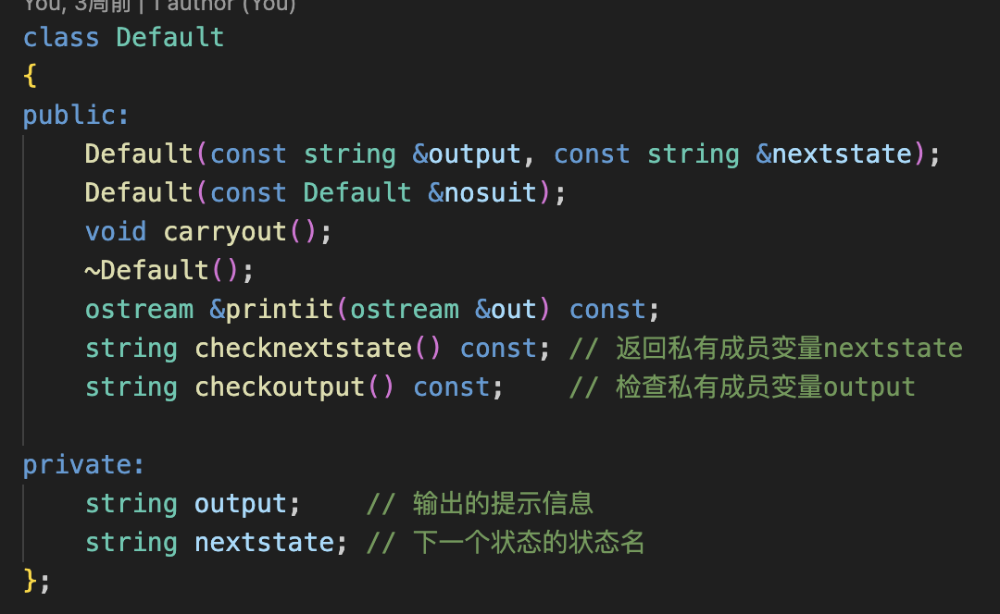 You, 3周前 | 1 author (You)
class Default
{
public:
    Default(const string &output, const string &nextstate);
    Default(const Default &nosuit);
    void carryout();
    ~Default();
    ostream &printit(ostream &out) const;
    string checknextstate() const; // 返回私有成员变量nextstate
    string checkoutput() const;    // 检查私有成员变量output
private:
    string output;    // 输出的提示信息
    string nextstate; // 下一个状态的状态名
};